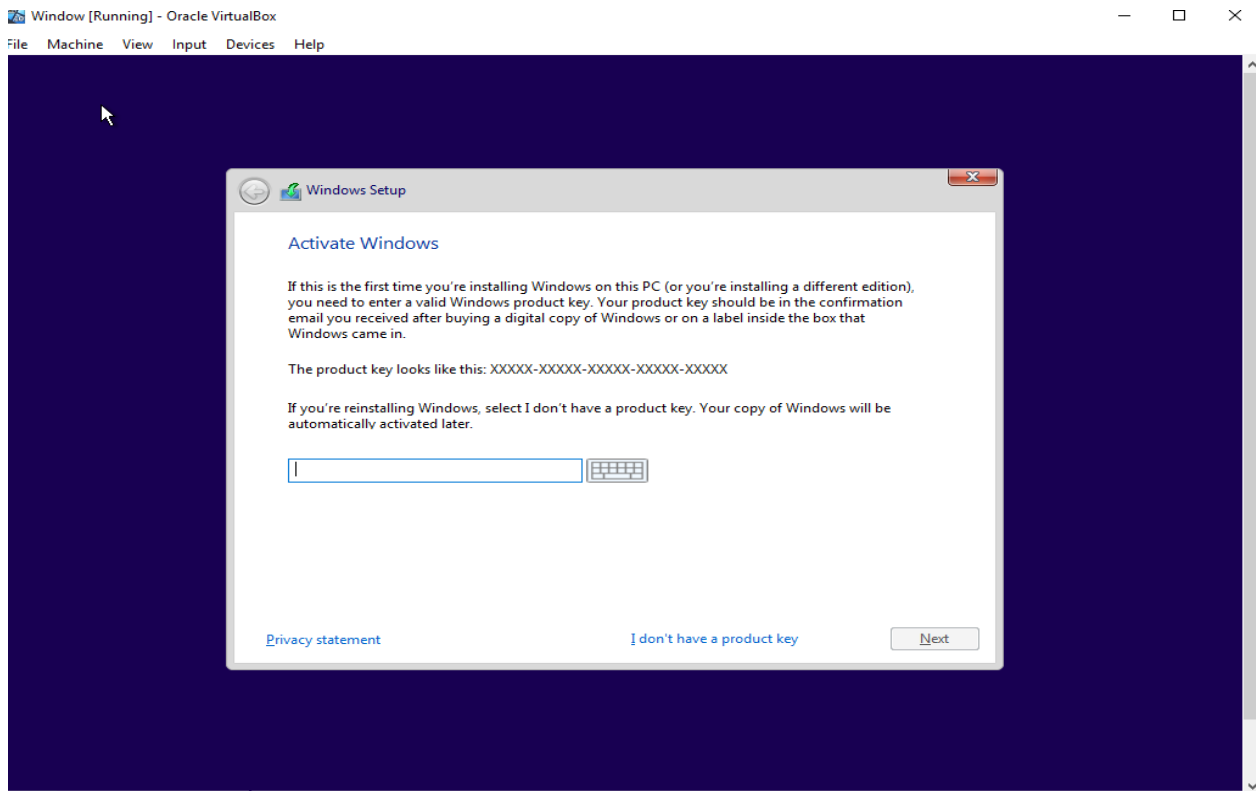 Window [Running] - Oracle VirtualBox
File Machine View Input Devices Help
Windows Setup
Activate Windows
If this is the first time you're installing Windows on this PC (or you're installing a different edition),
you need to enter a valid Windows product key. Your product key should be in the confirmation
email you received after buying a digital copy of Windows or on a label inside the box that
Windows came in.
The product key looks like this: XXXXX-XXXXX-XXXXX-XXXXX-XXXXX
If you're reinstalling Windows, select I don't have a product key. Your copy of Windows will be
automatically activated later.
Privacy statement I don't have a product key Next